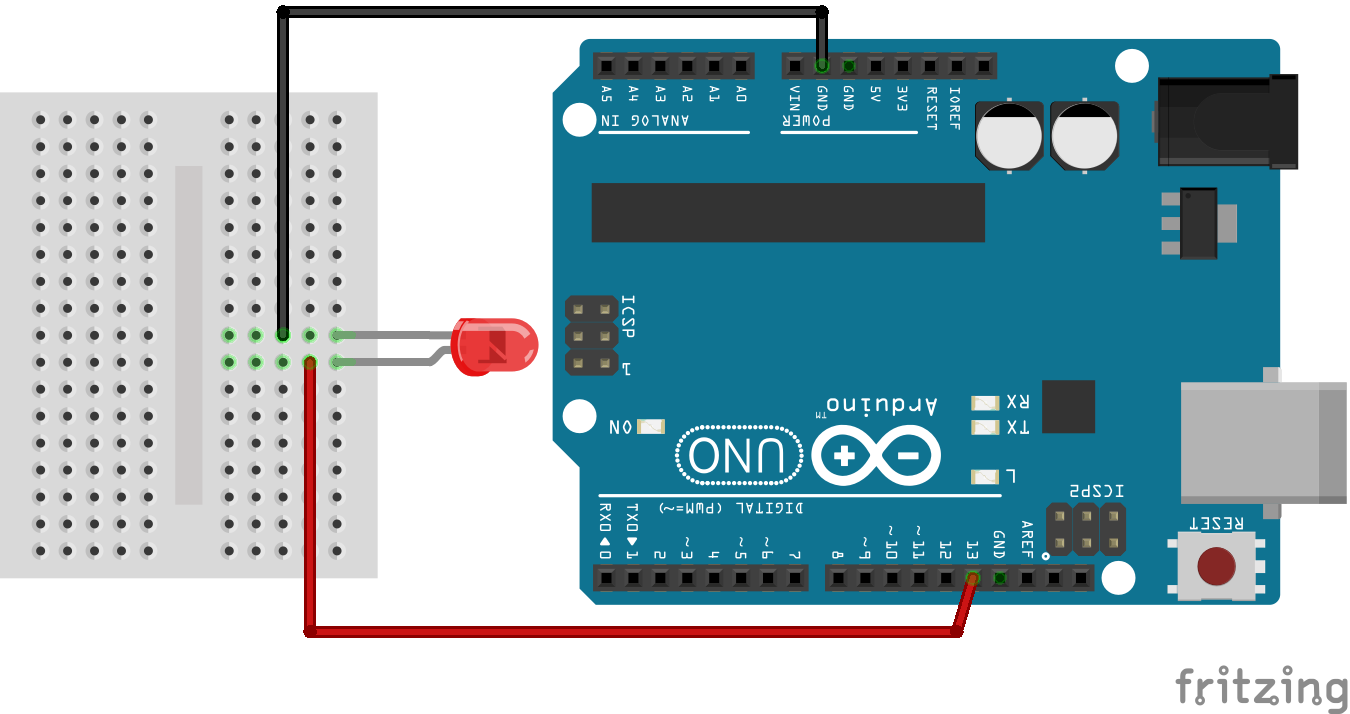 A5 A4 A3 A2 A1 A0
VIN GND GND 5V 3V3 RESET IOREF
ANALOG IN
POWER
ICSP
1
Arduino™
RX
TX
ON
UNO
L
ICSP2
DIGITAL (PWM=~)
RESET
RX0 TX0
0 1 2 ~3 4 ~5 ~6 7 8 ~9 ~10 ~11 12 13 GND AREF
fritzing